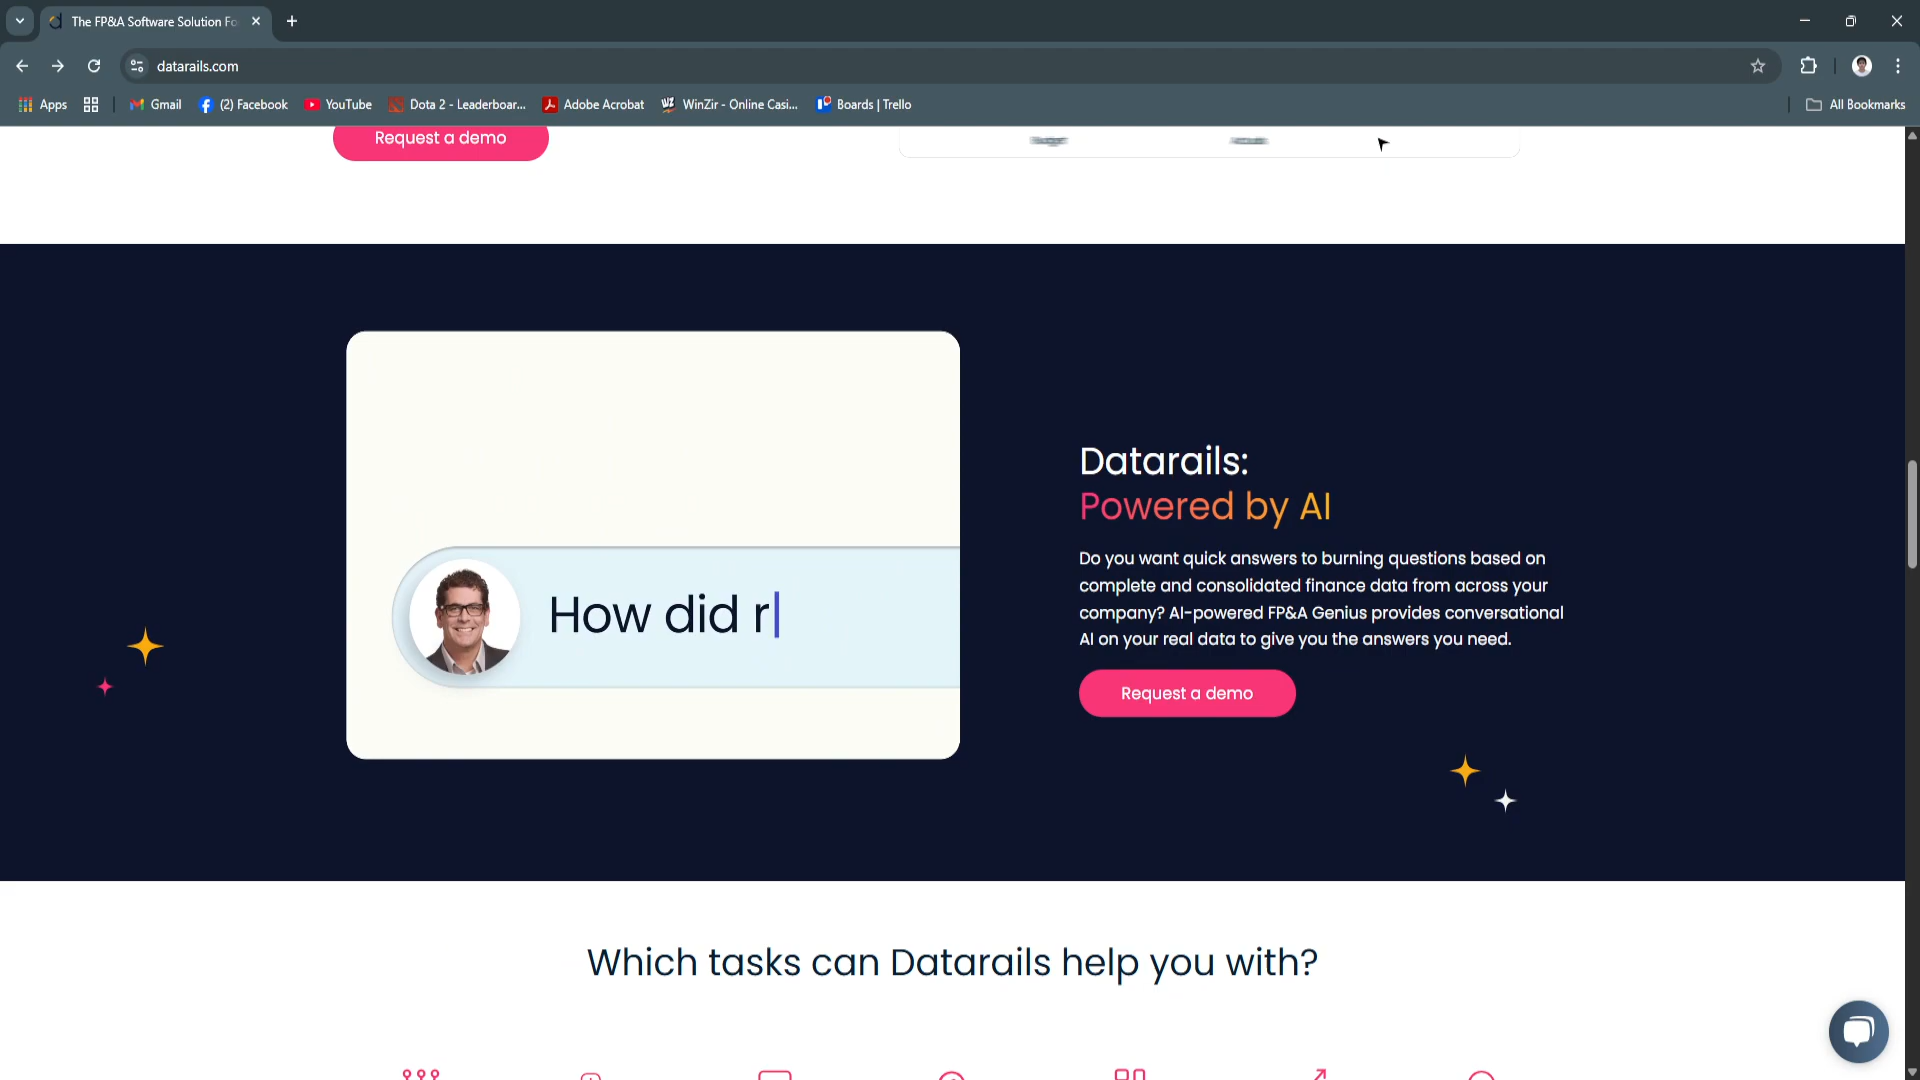 The FP&A Software Solution Fo
datarails.com
Apps
Gmail
(2) Facebook
YouTube
Dota 2 - Leaderboar...
Adobe Acrobat
WinZir - Online Casi...
Boards | Trello
All Bookmarks
Request a demo
How did r
Datarails:
Powered by AI
Do you want quick answers to burning questions based on
complete and consolidated finance data from across your
company? AI-powered FP&A Genius provides conversational
AI on your real data to give you the answers you need.
Request a demo
Which tasks can Datarails help you with?